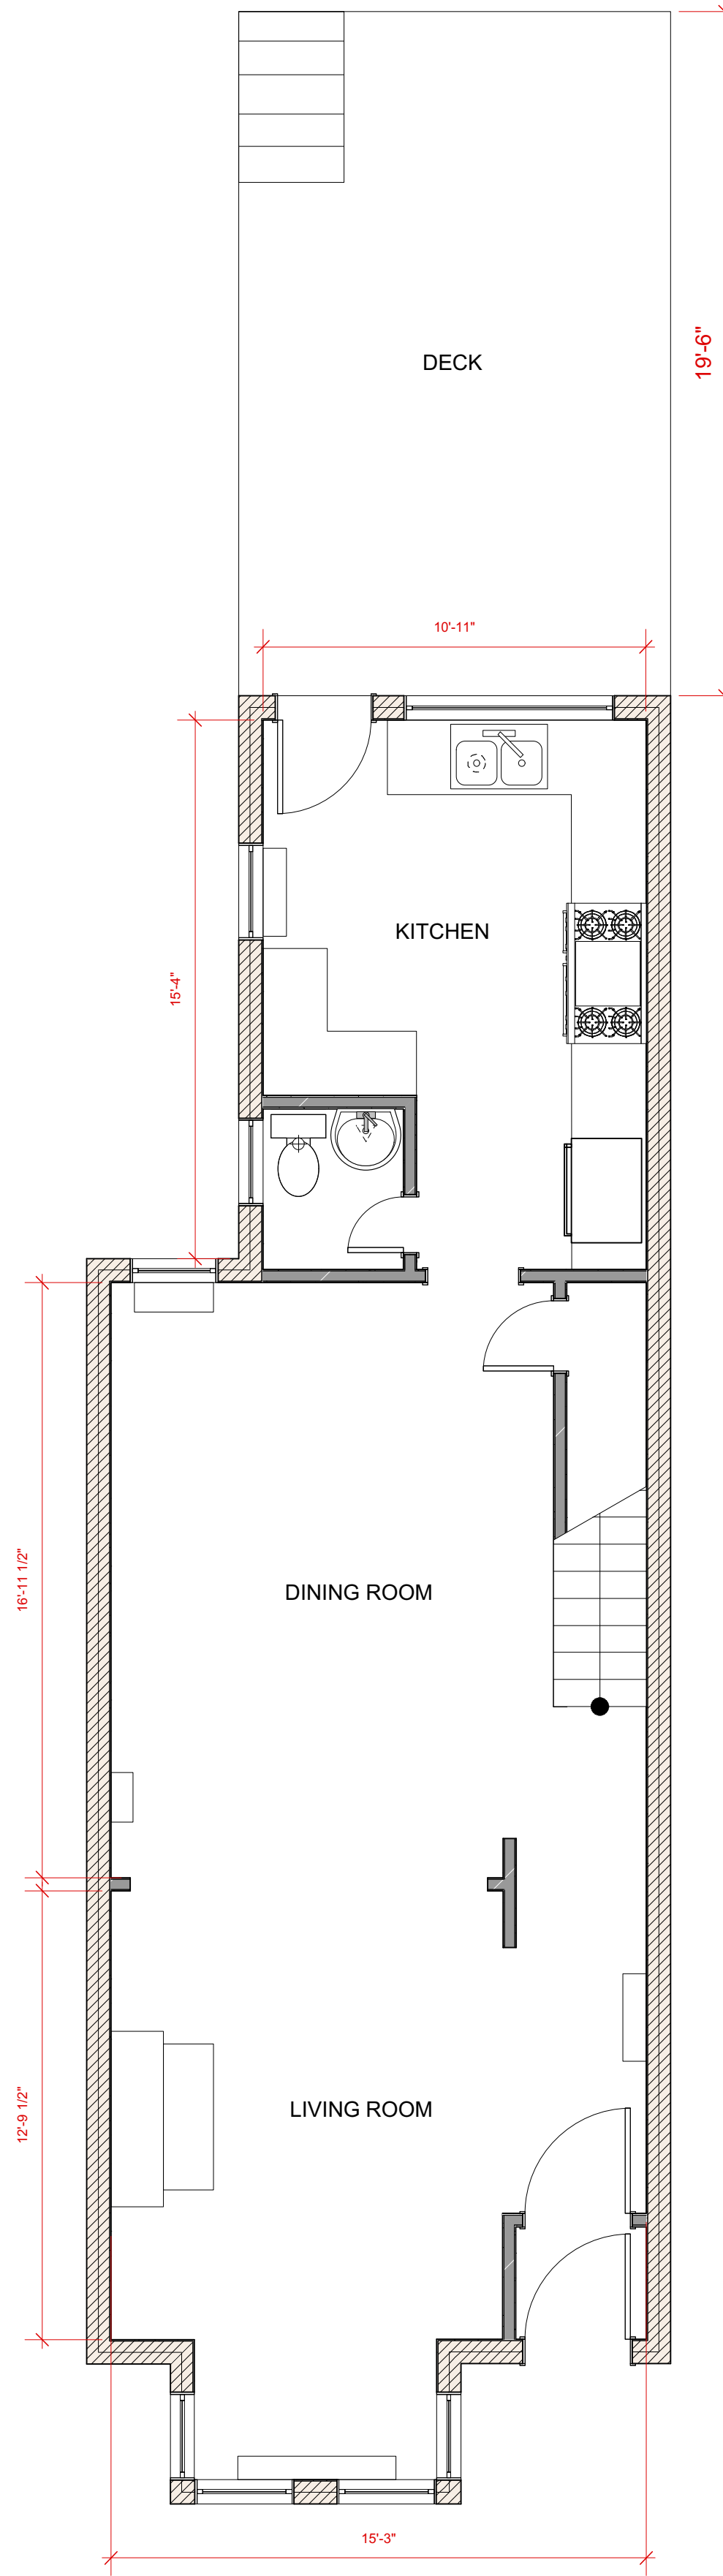 DECK
19'-6"
10'-11"
KITCHEN
15'-4"
DINING ROOM
16'-11 1/2"
LIVING ROOM
12'-9 1/2"
15'-3"